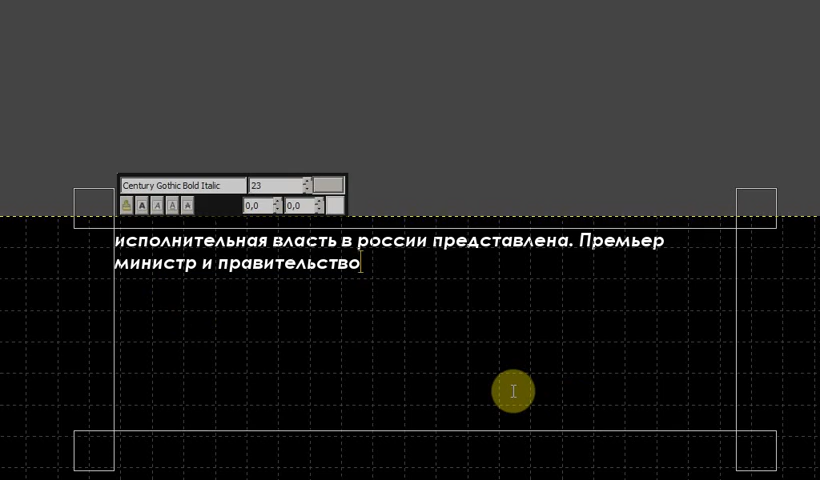 Century Gothic Bold Italic 23
A A A A A 0,0 0,0
исполнительная власть в россии представлена. Премьер
министр и правительство